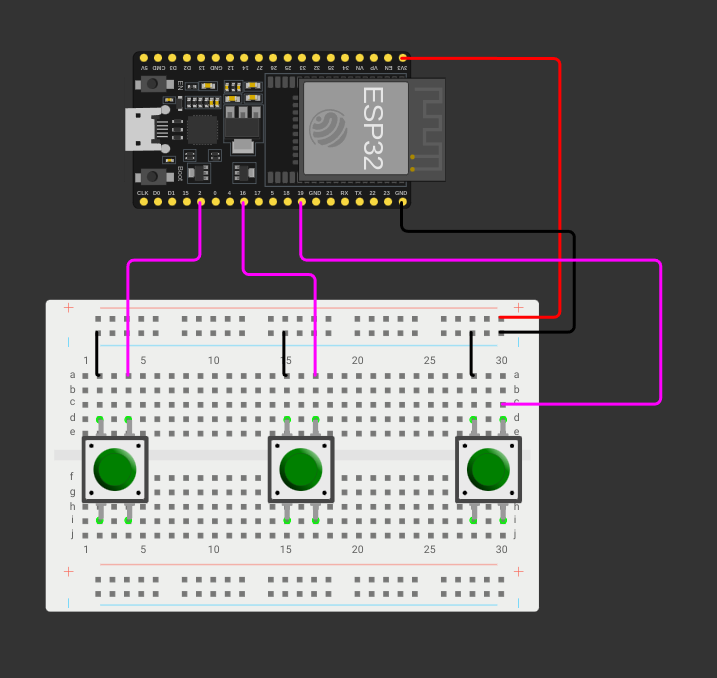 5V CMD D3 D2 13 GND 12 14 27 26 25 33 32 35 34 VN VP EN 3V3
EN
ESP32
Boot
CLK D0 D1 15 2 0 4 16 17 5 18 19 GND 21 RX TX 22 23 GND
+ +
| |
1 5 10 15 20 25 30
a a
b b
c c
d d
e e
f
g
h h
i i
j j
1 5 10 15 20 25 30
+ +
| |